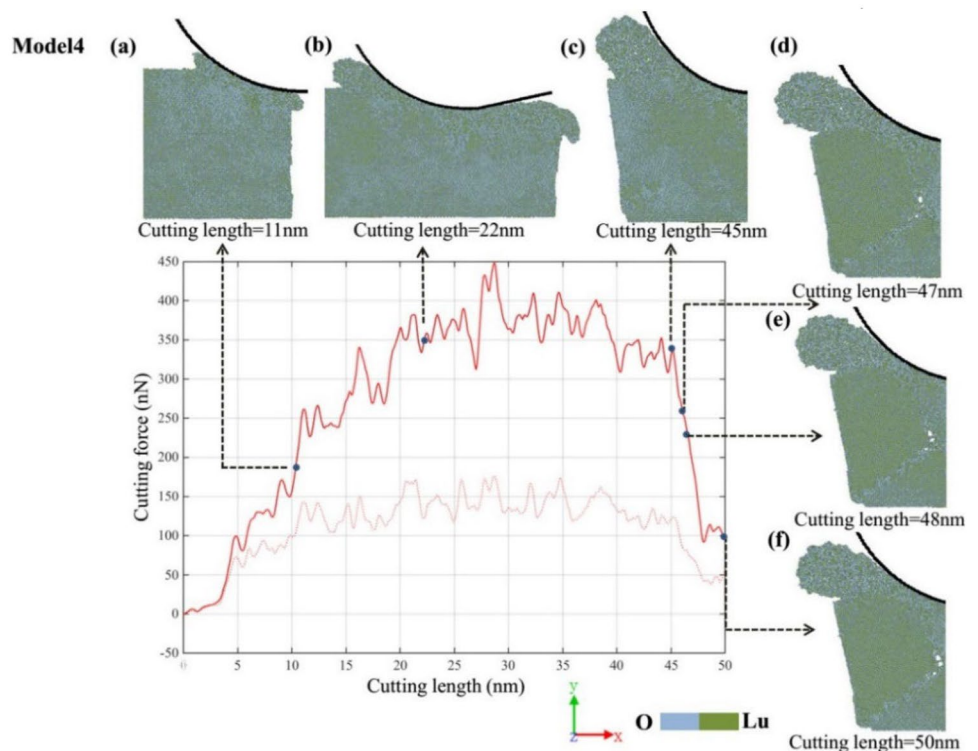 Model4 (a) (b) (c) (d)
Cutting length=11nm
Cutting length=22nm
Cutting length=45nm
Cutting length=47nm
(e)
Cutting length=48nm
(f)
Cutting length=50nm
Cutting force (nN)
450
400
350
300
250
200
150
100
50
0
-50
0 5 10 15 20 25 30 35 40 45 50
Cutting length (nm)
y
z x
O Lu